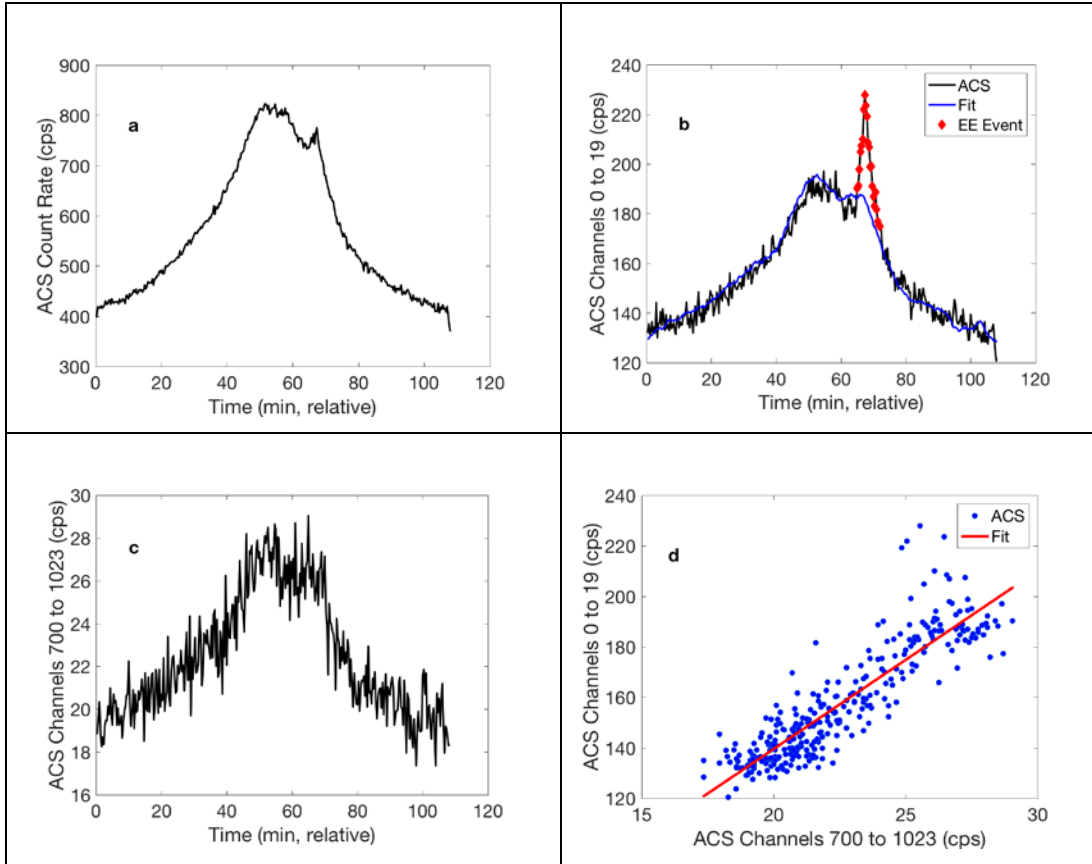 900
800
700
600
500
400
300
ACS Count Rate (cps)
a
0 20 40 60 80 100 120
Time (min, relative)
240
220
200
180
160
140
120
ACS Channels 0 to 19 (cps)
b
ACS
Fit
EE Event
0 20 40 60 80 100 120
Time (min, relative)
30
28
26
24
22
20
18
16
ACS Channels 700 to 1023 (cps)
c
0 20 40 60 80 100 120
Time (min, relative)
240
220
200
180
160
140
120
ACS Channels 0 to 19 (cps)
d
ACS
Fit
15 20 25 30
ACS Channels 700 to 1023 (cps)